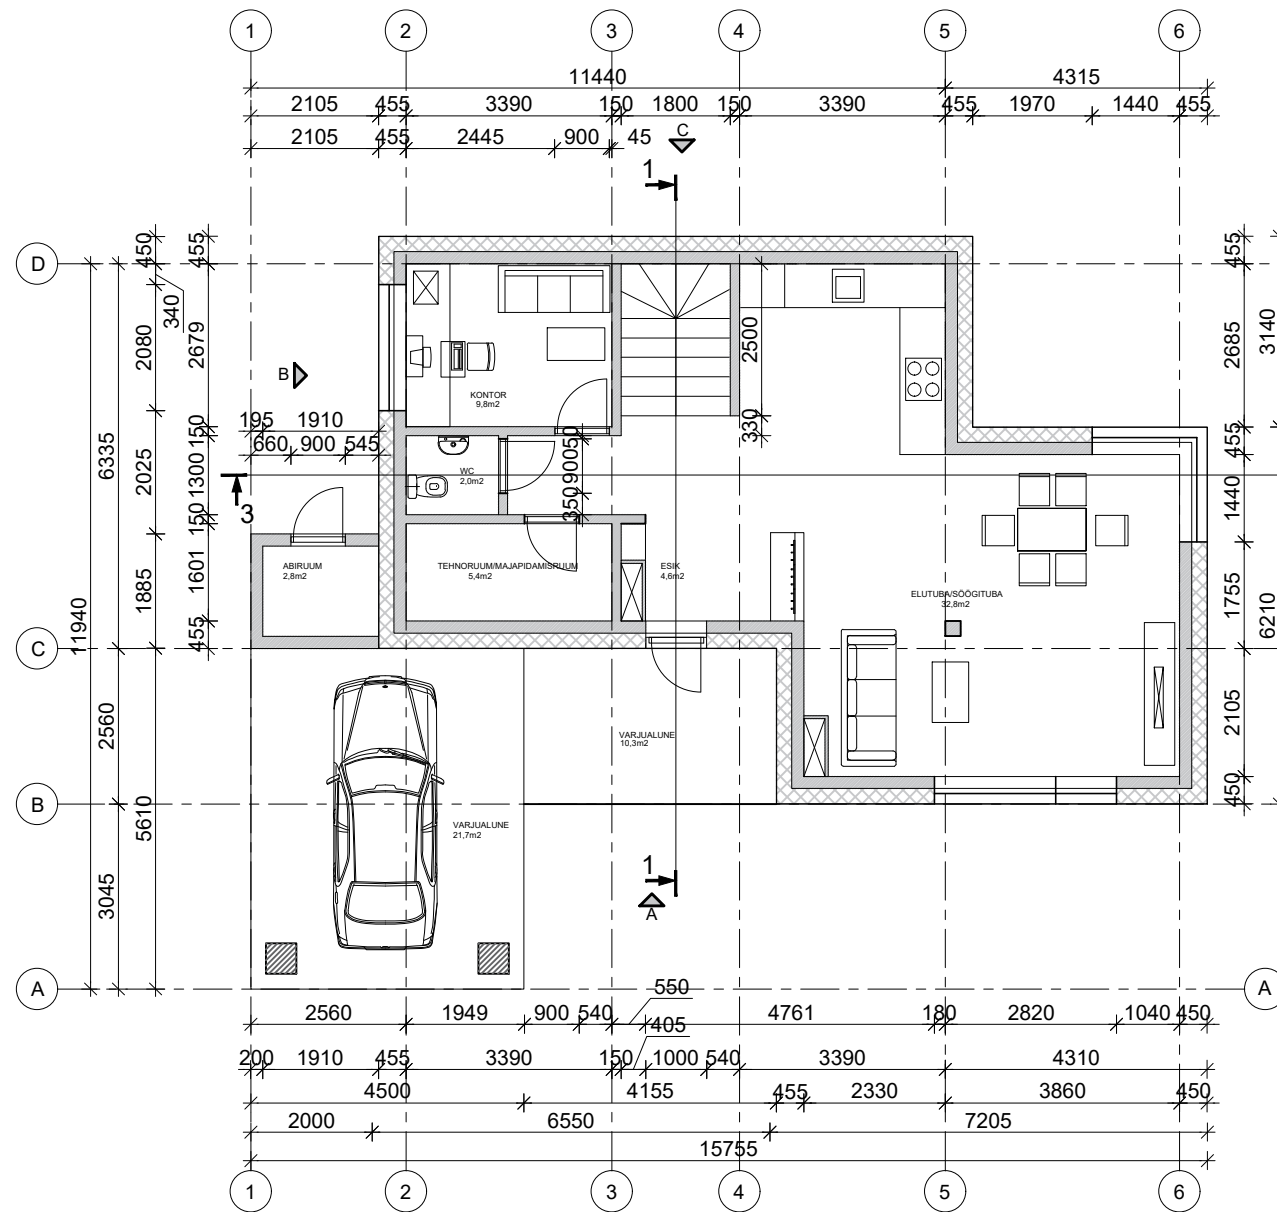 1 2 3 4 5 6
11440 4315
2105 455 3390 150 1800 150 3390 455 1970 1440 455
2105 455 2445 900 45
C
1
D
450
340
2080
2025
1885
455
2679
150
1300
150
1601
455
6335
11940
2560
5610
3045
B
195 1910
660 900 545
3
KONTOR
9,8m2
WC
2,0m2
50
900
350
2500
330
ABIRUUM
2,8m2
TEHNORUUM/MAJAPIDAMISRUUM
5,4m2
ESIK
4,6m2
ELUTUBA/SÖÖGITUBA
32,8m2
455
2685
455
1440
1755
2105
450
3140
6210
C
VARJUALUNE
10,3m2
B
VARJUALUNE
21,7m2
1
A
A A
550
2560 1949 900 540 4761 180 2820 1040 450
405
200 1910 455 3390 150 1000 540 3390 4310
4500 4155 455 2330 3860 450
2000 6550 7205
15755
1 2 3 4 5 6